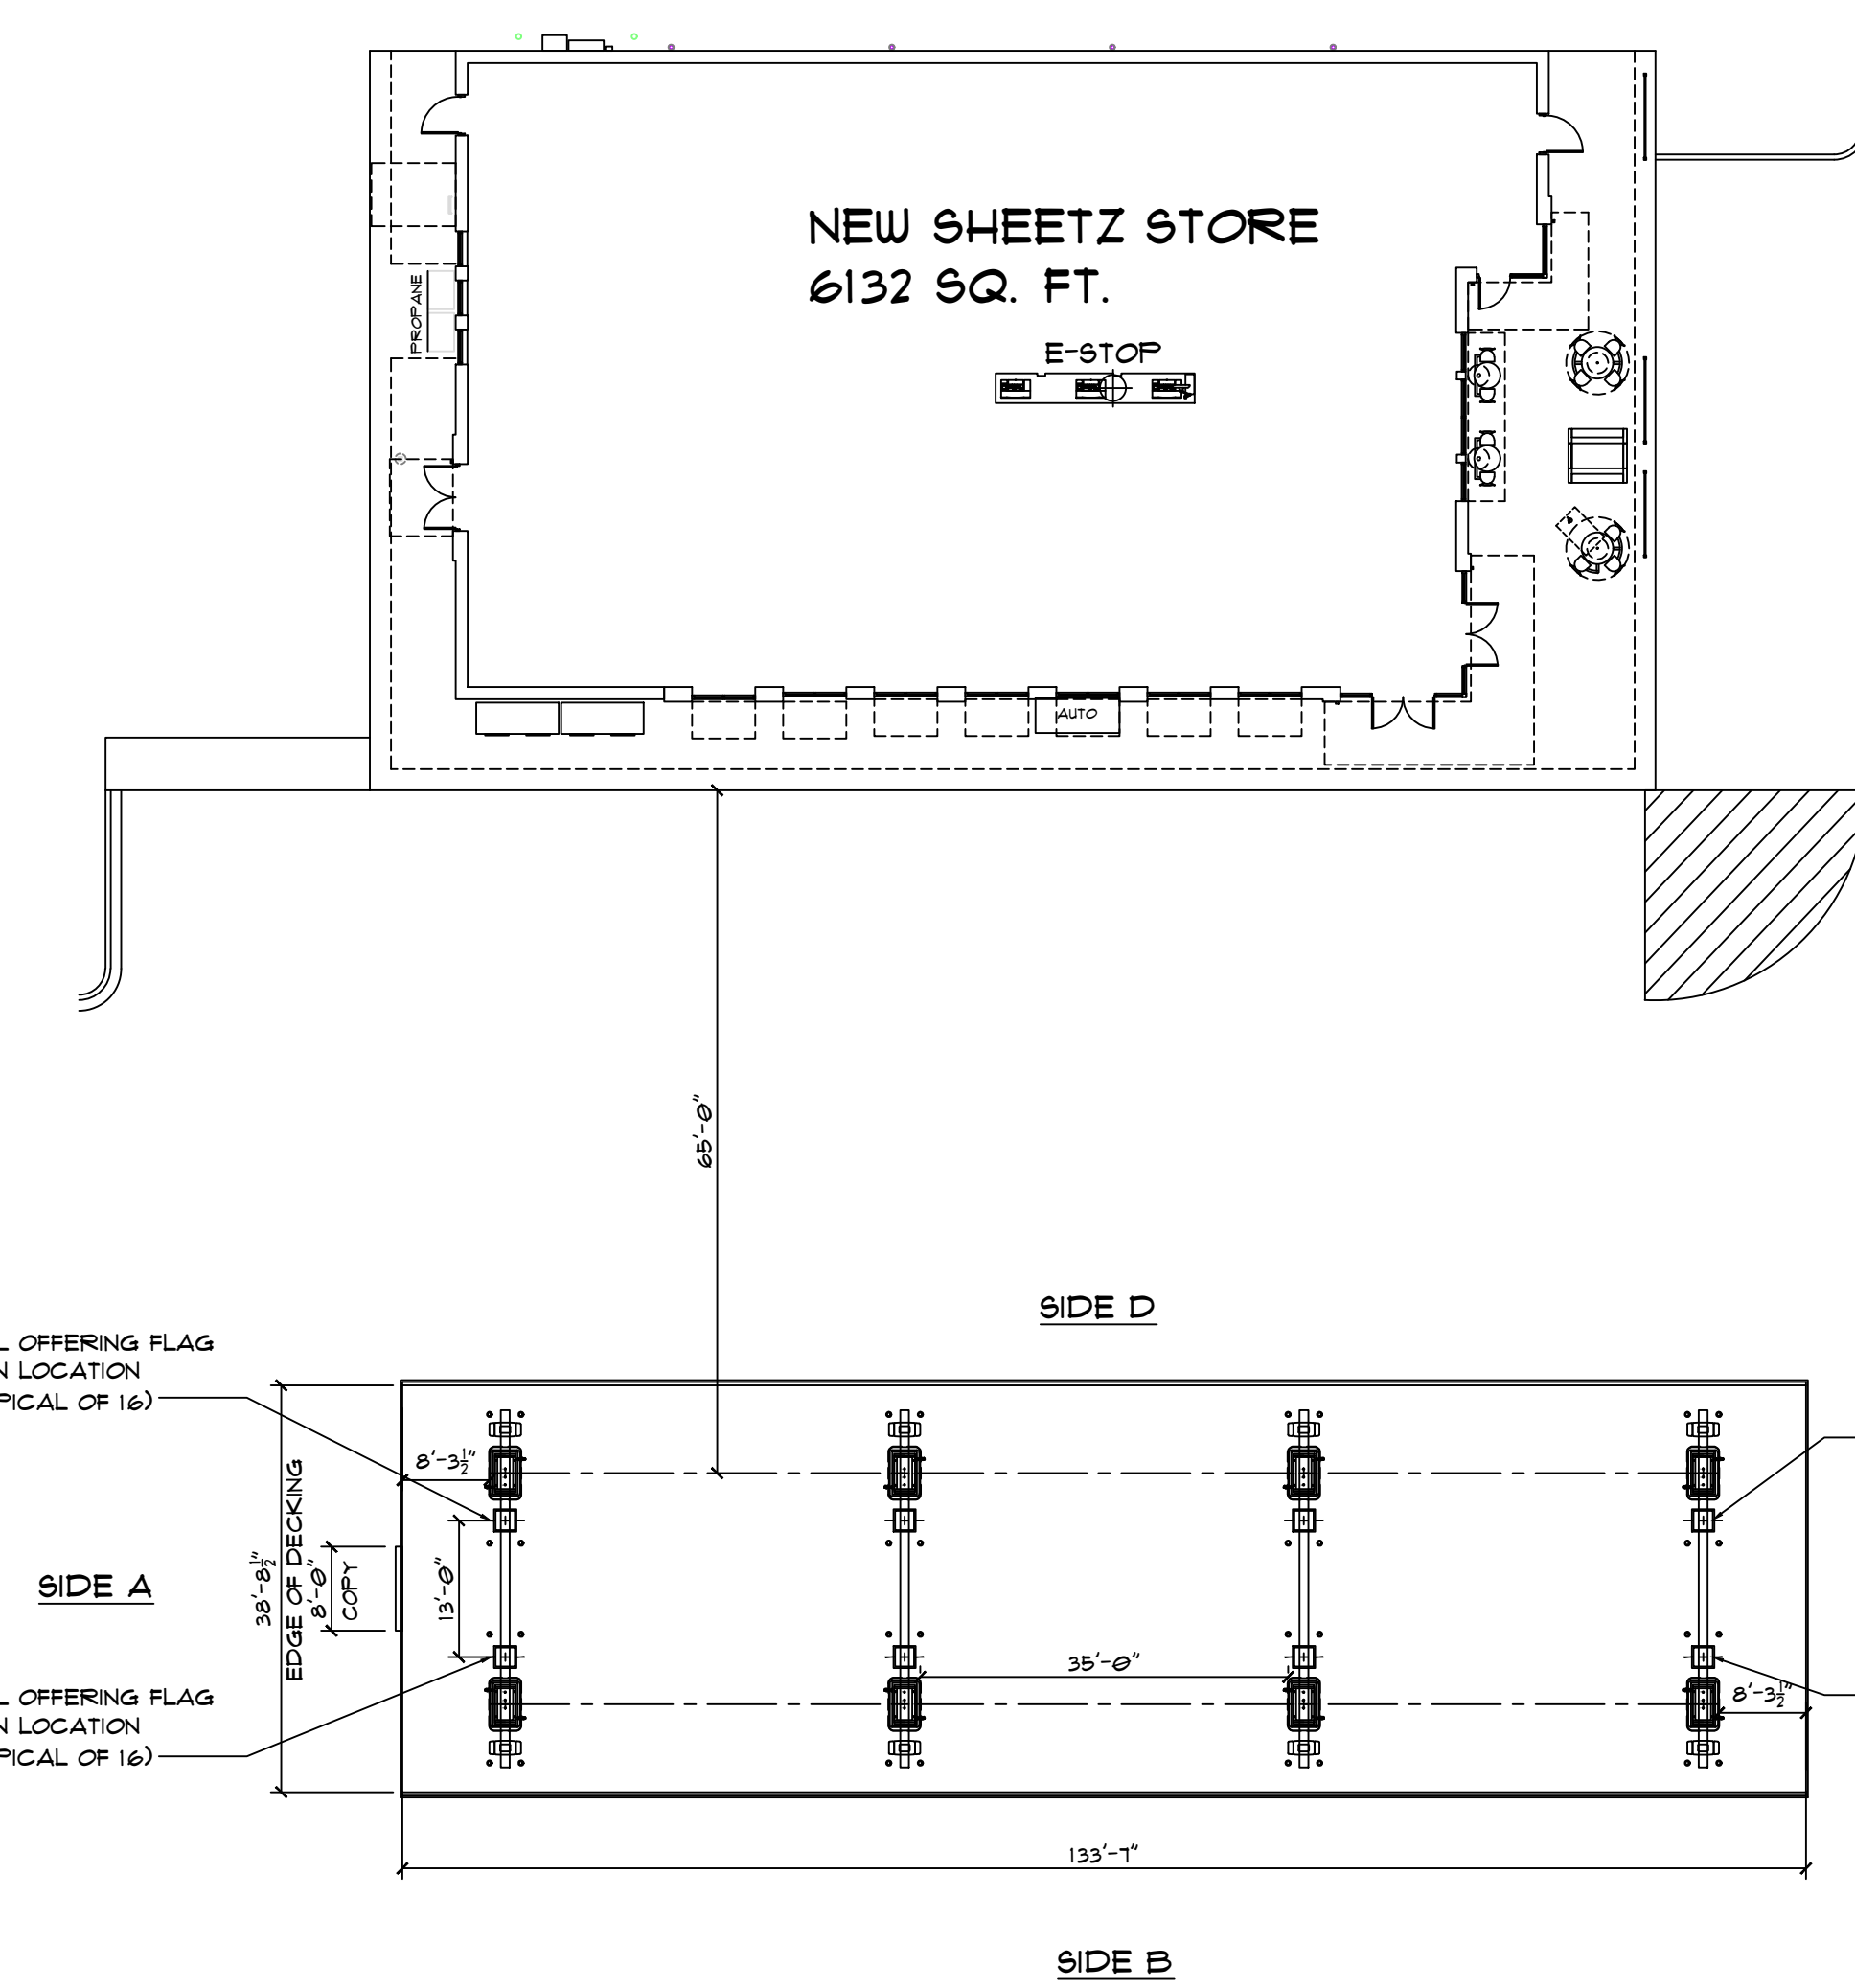 NEW SHEETZ STORE
6132 SQ. FT.
E-STOP
PROPANE
AUTO
65'-0"
SIDE D
L OFFERING FLAG
N LOCATION
PICAL OF 16)
8'-3½"
38'-8½"
EDGE OF DECKING
8'-0"
COPY
13'-0"
SIDE A
35'-0"
8'-3½"
L OFFERING FLAG
N LOCATION
PICAL OF 16)
133'-7"
SIDE B